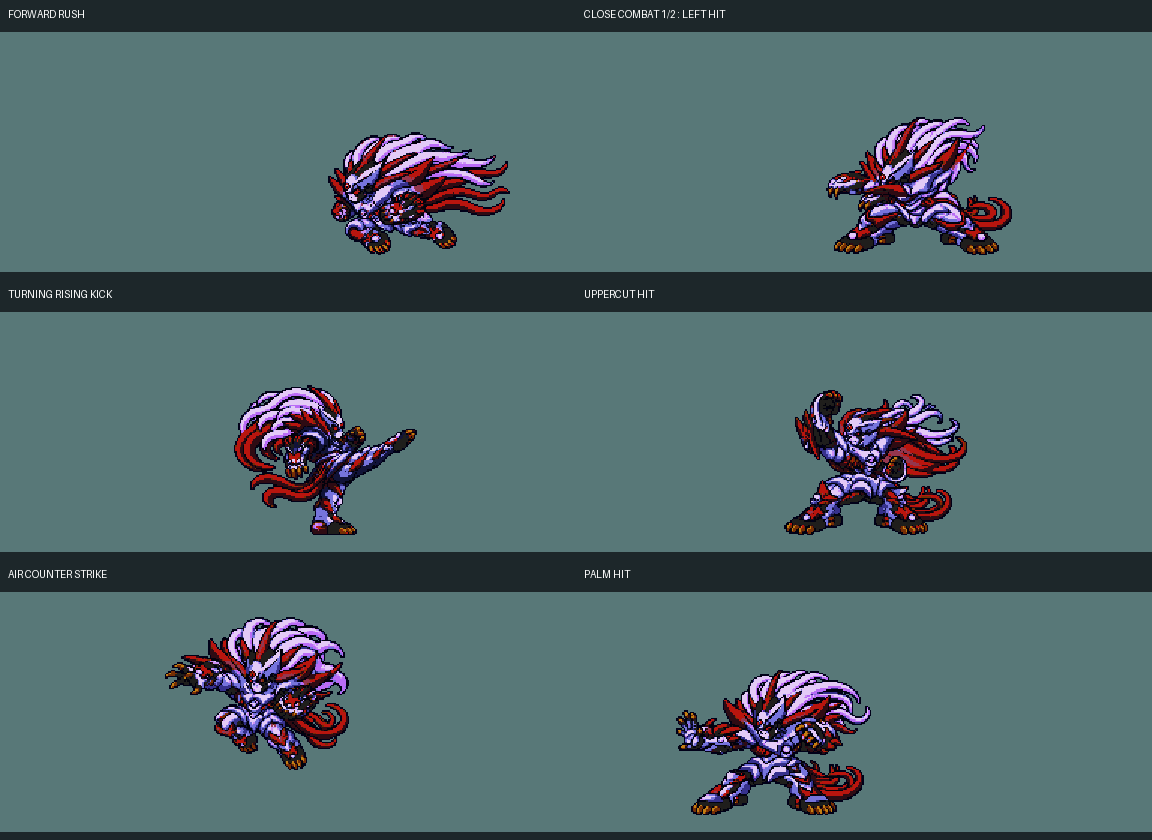 FORWARD RUSH
CLOSE COMBAT 1/2 : LEFT HIT
TURNING RISING KICK
UPPERCUT HIT
AIR COUNTER STRIKE
PALM HIT